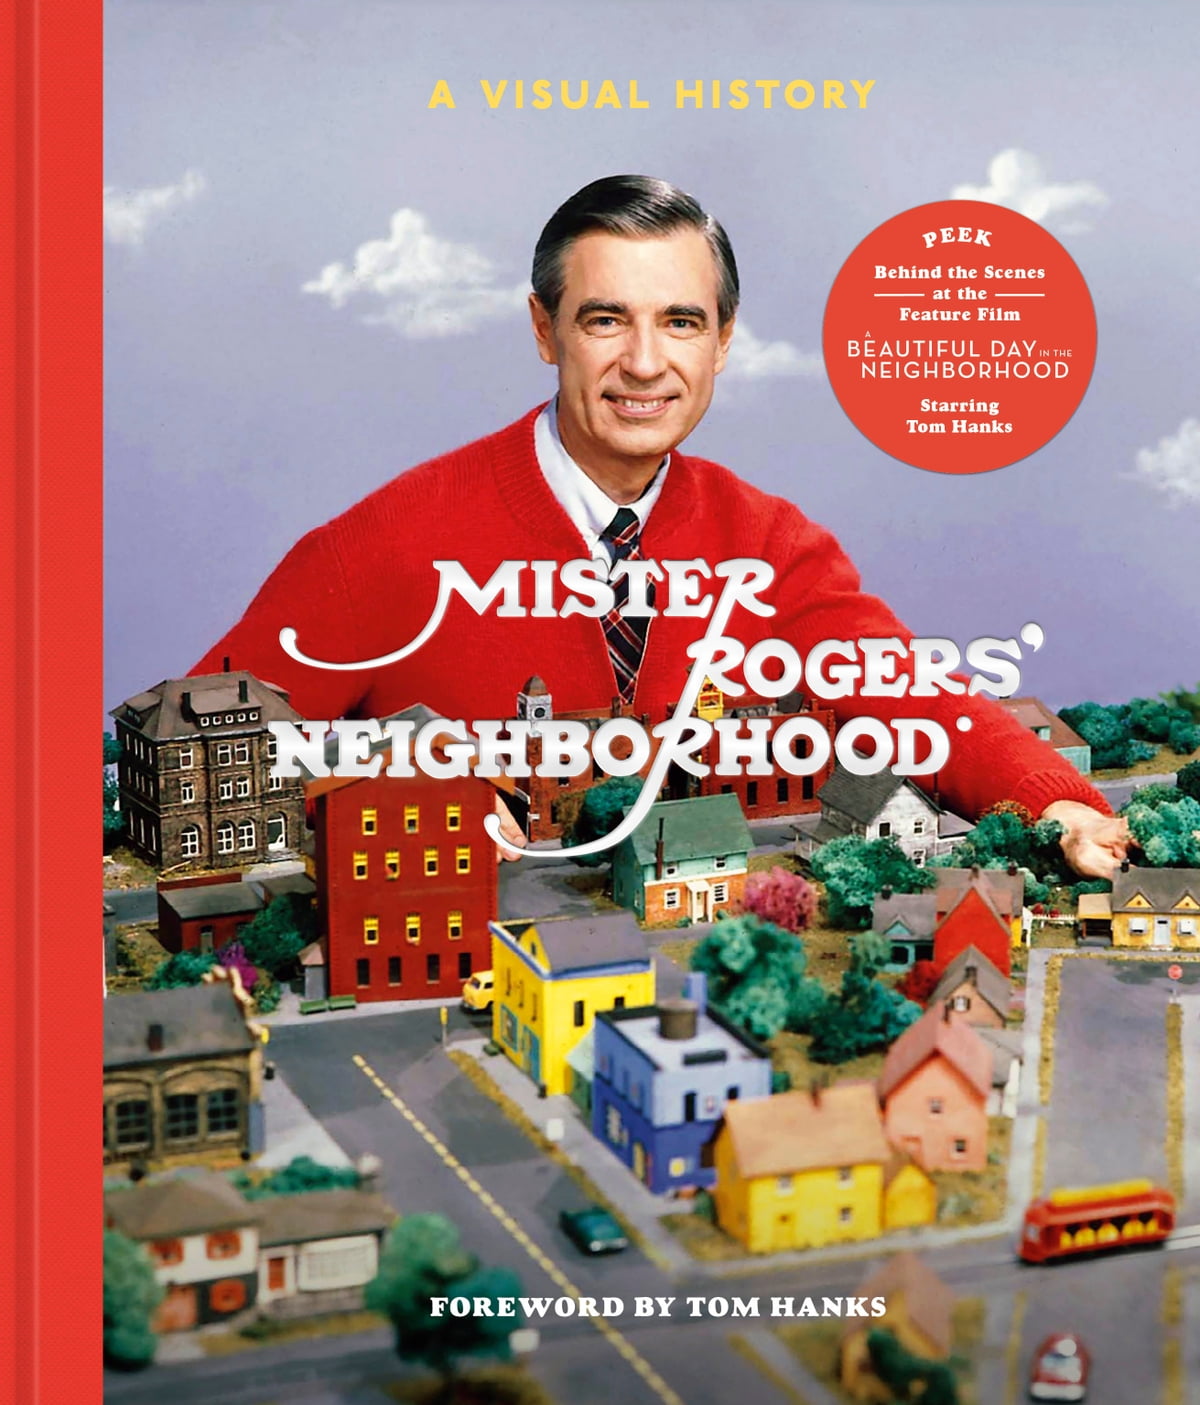 A VISUAL HISTORY
PEEK
Behind the Scenes
at the
Feature Film
A
BEAUTIFUL DAY IN THE
NEIGHBORHOOD
Starring
Tom Hanks
MISTER
ROGERS'
NEIGHBORHOOD
FOREWORD BY TOM HANKS